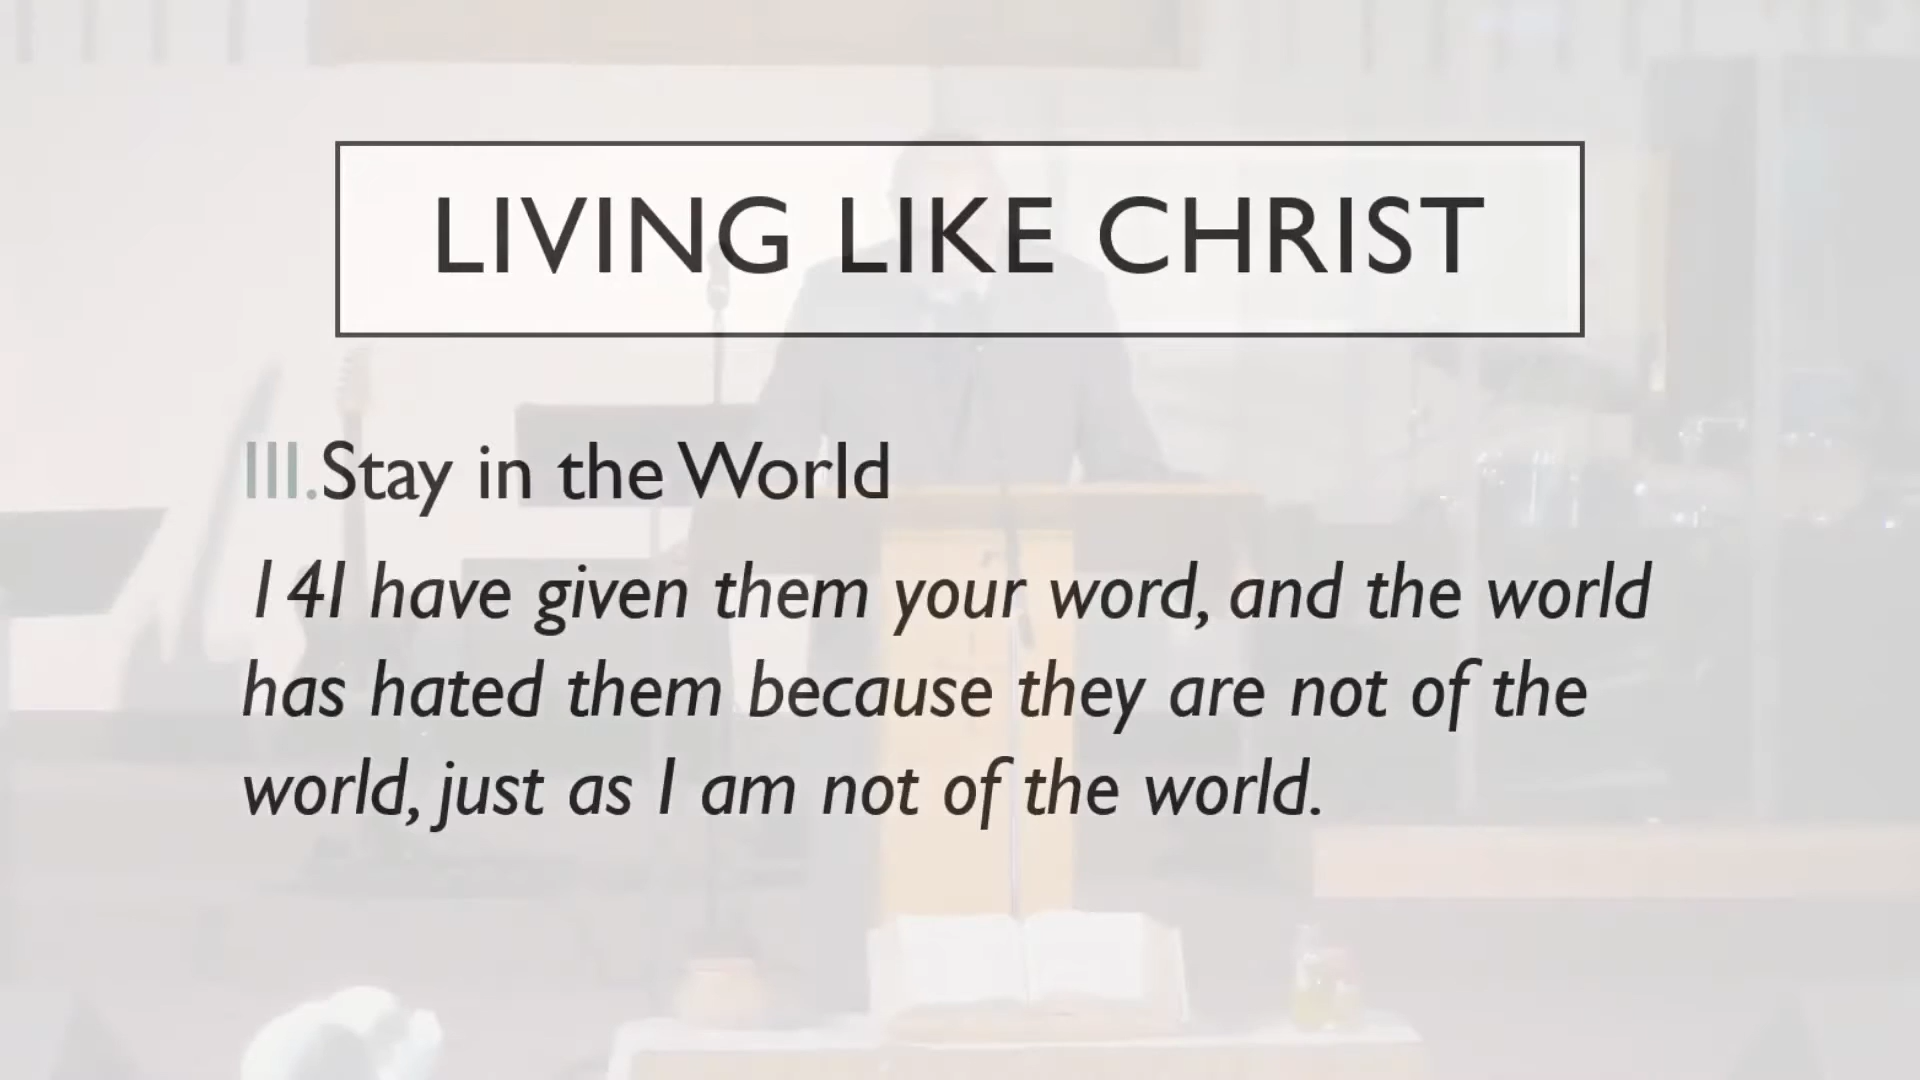 LIVING LIKE CHRIST
III. Stay in the World
14I have given them your word, and the world
has hated them because they are not of the
world, just as I am not of the world.